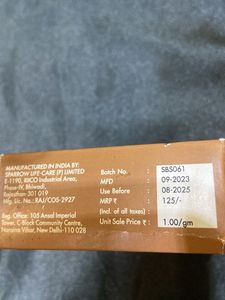 MANUFACTURED IN INDIA BY:
SPARROW LIFE-CARE (P) LIMITED
E-1190, RIICO Industrial Area,
Phase-IV, Bhiwadi,
Rajasthan-301 019
Mfg. Lic. No.: RAJ/COS-2927
Reg. Office: 105 Ansal Imperial
Tower, C-Block Community Centre,
Naraina Vihar, New Delhi-110 028
Batch No. : SBS061
MFD : 09-2023
Use Before : 08-2025
MRP ₹ : 125/-
(Incl. of all taxes)
Unit Sale Price ₹ : 1.00/gm